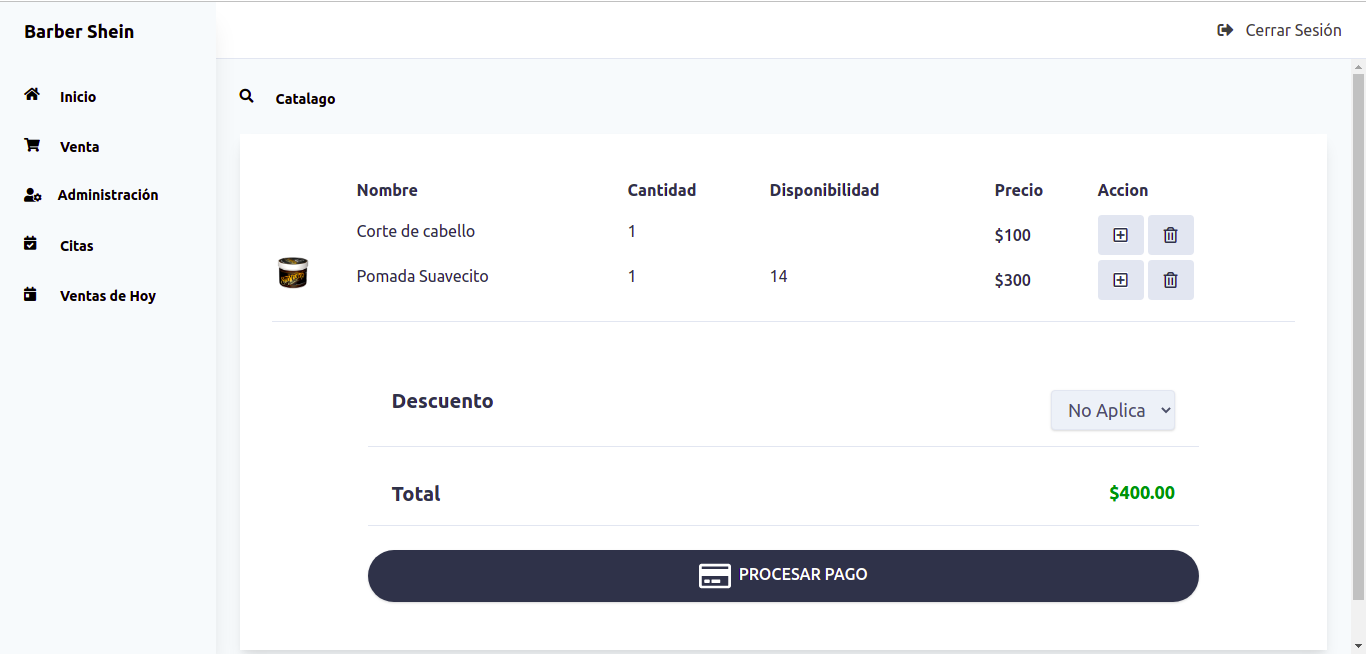 Barber Shein
Cerrar Sesión
Inicio
Venta
Administración
Citas
Ventas de Hoy
Catalago
Nombre Cantidad Disponibilidad Precio Accion
Corte de cabello 1 $100
Pomada Suavecito 1 14 $300
Descuento No Aplica
Total $400.00
PROCESAR PAGO